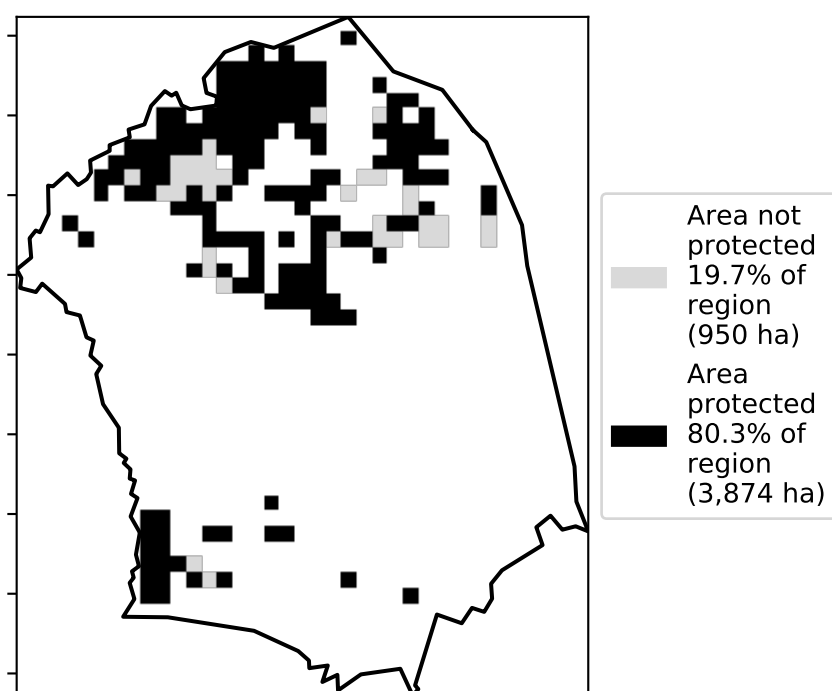 Area not
protected
19.7% of
region
(950 ha)
Area
protected
80.3% of
region
(3,874 ha)